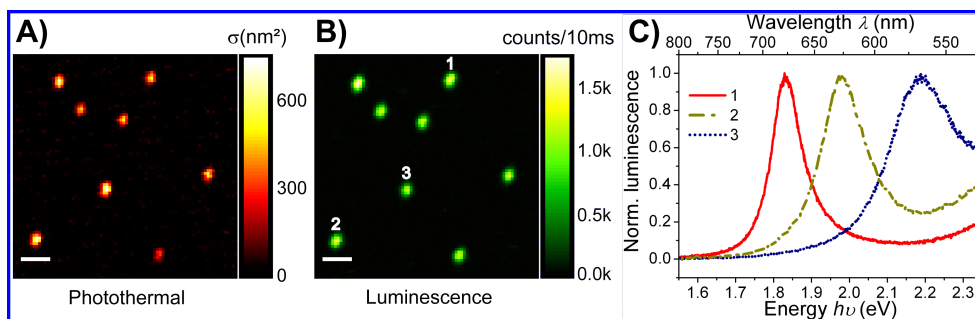 A)
σ(nm²)
600
300
0
Photothermal
B)
counts/10ms
1
3
2
1.5k
1.0k
0.5k
0.0k
Luminescence
C)
Wavelength λ (nm)
800 750 700 650 600 550
Norm. luminescence
1.0
0.8
0.6
0.4
0.2
0.0
1
2
3
1.6 1.7 1.8 1.9 2.0 2.1 2.2 2.3
Energy hυ (eV)